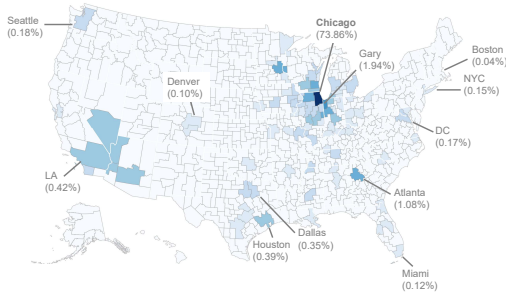 Seattle
(0.18%)
Chicago
(73.86%)
Gary
(1.94%)
Boston
(0.04%)
NYC
(0.15%)
Denver
(0.10%)
DC
(0.17%)
LA
(0.42%)
Atlanta
(1.08%)
Dallas
(0.35%)
Houston
(0.39%)
Miami
(0.12%)